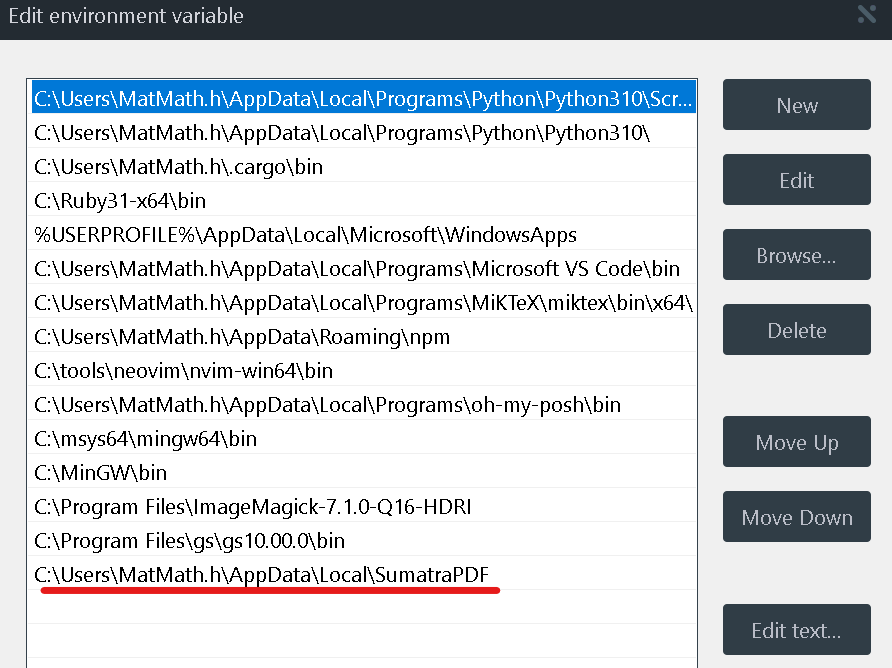 Edit environment variable
C:\Users\MatMath.h\AppData\Local\Programs\Python\Python310\Scr...
C:\Users\MatMath.h\AppData\Local\Programs\Python\Python310\
C:\Users\MatMath.h\.cargo\bin
C:\Ruby31-x64\bin
%USERPROFILE%\AppData\Local\Microsoft\WindowsApps
C:\Users\MatMath.h\AppData\Local\Programs\Microsoft VS Code\bin
C:\Users\MatMath.h\AppData\Local\Programs\MiKTeX\miktex\bin\x64\
C:\Users\MatMath.h\AppData\Roaming\npm
C:\tools\neovim\nvim-win64\bin
C:\Users\MatMath.h\AppData\Local\Programs\oh-my-posh\bin
C:\msys64\mingw64\bin
C:\MinGW\bin
C:\Program Files\ImageMagick-7.1.0-Q16-HDRI
C:\Program Files\gs\gs10.00.0\bin
C:\Users\MatMath.h\AppData\Local\SumatraPDF
New
Edit
Browse...
Delete
Move Up
Move Down
Edit text...